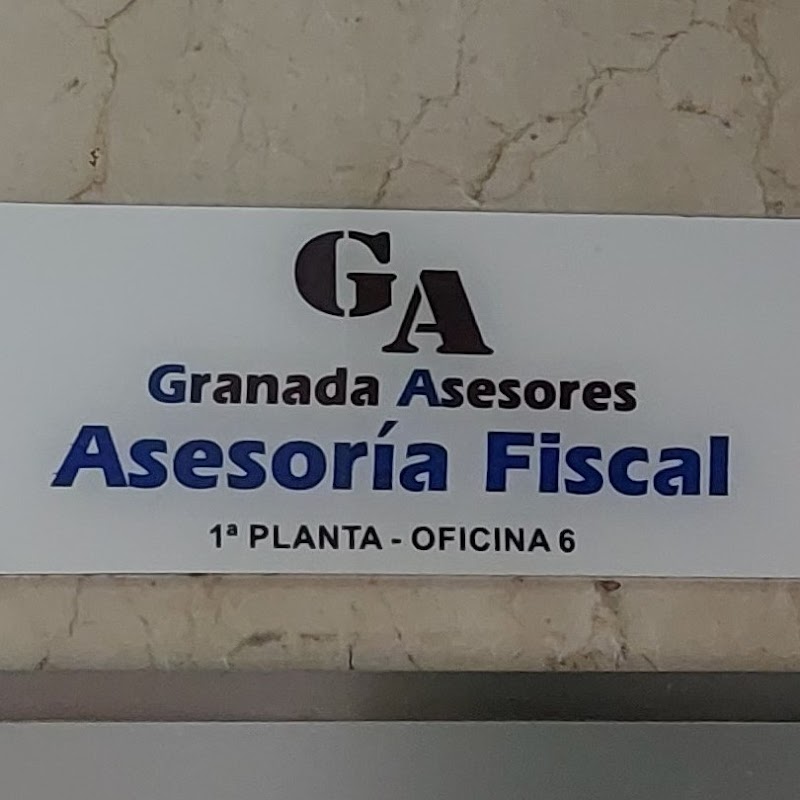 GA
Granada Asesores
Asesoría Fiscal
1ª PLANTA - OFICINA 6